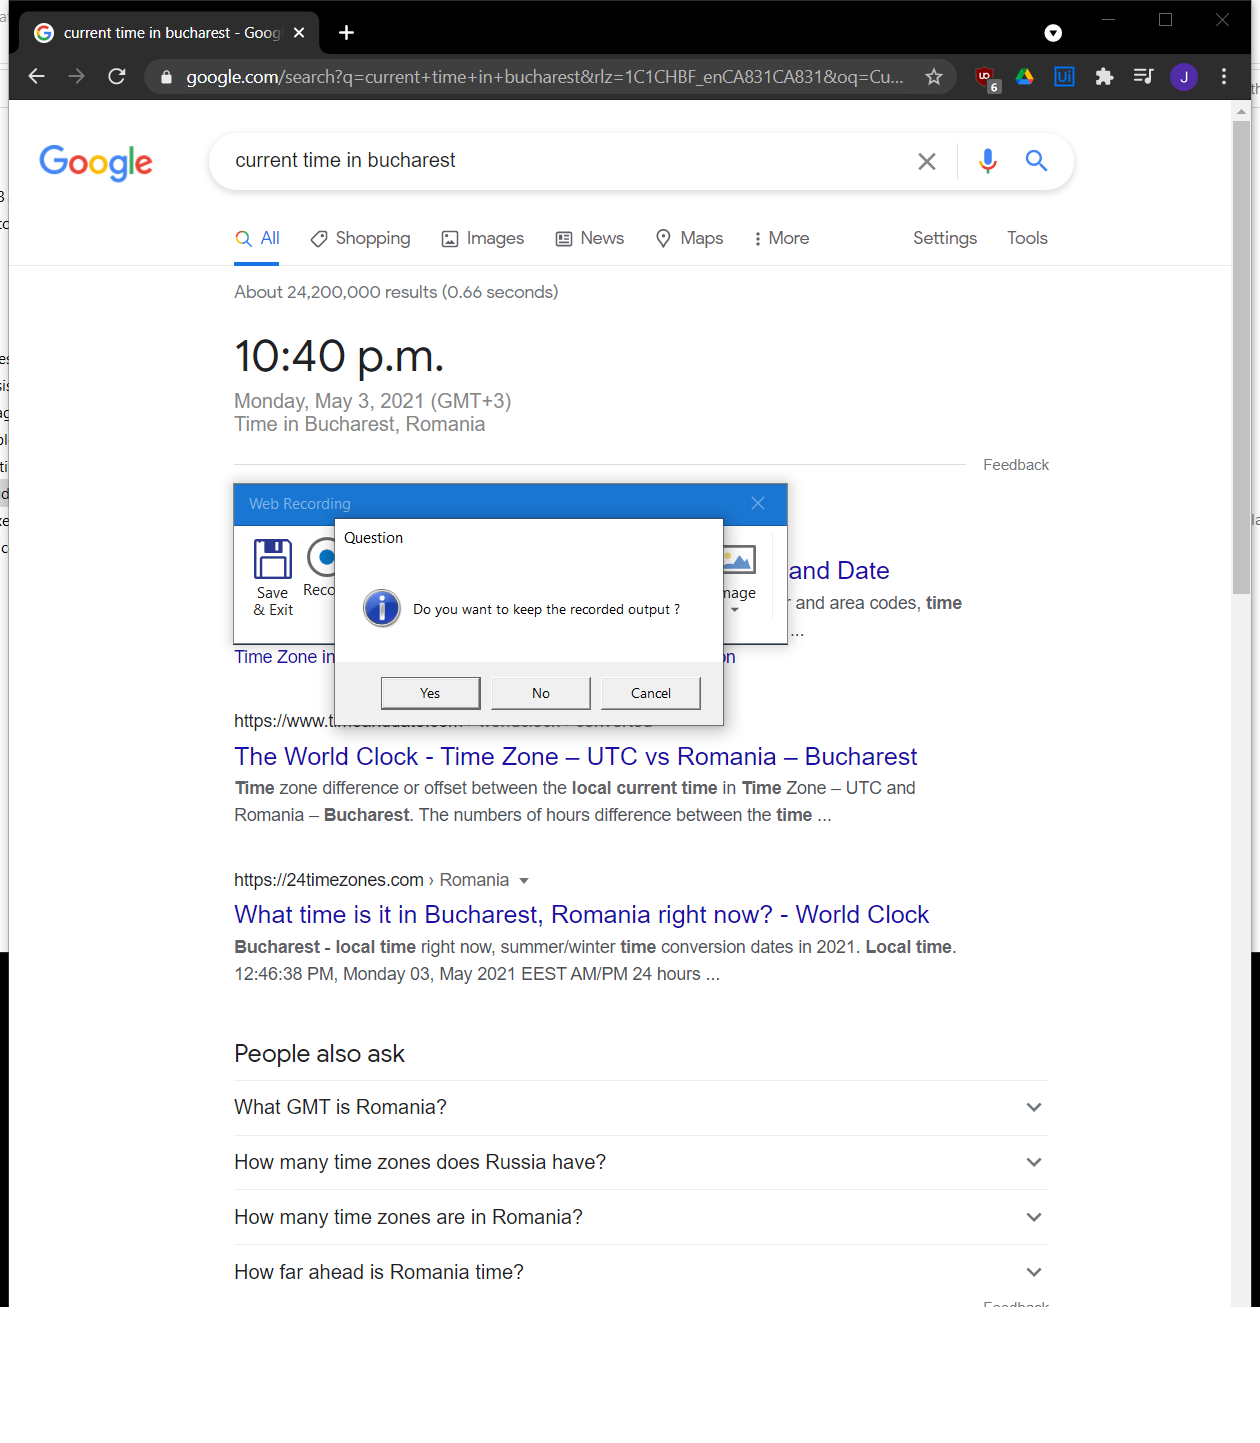 current time in bucharest - Goog
google.com/search?q=current+time+in+bucharest&rlz=1C1CHBF_enCA831CA831&oq=Cu...
6
Ui
J
Google
current time in bucharest
All
Shopping
Images
News
Maps
More
Settings
Tools
About 24,200,000 results (0.66 seconds)
10:40 p.m.
Monday, May 3, 2021 (GMT+3)
Time in Bucharest, Romania
Feedback
Web Recording
Question
Save
& Exit
Reco
mage
Do you want to keep the recorded output ?
Yes
No
Cancel
and Date
and area codes, time
...
Time Zone in
on
https://www.t
The World Clock - Time Zone – UTC vs Romania – Bucharest
Time zone difference or offset between the local current time in Time Zone – UTC and
Romania – Bucharest. The numbers of hours difference between the time ...
https://24timezones.com › Romania
What time is it in Bucharest, Romania right now? - World Clock
Bucharest - local time right now, summer/winter time conversion dates in 2021. Local time.
12:46:38 PM, Monday 03, May 2021 EEST AM/PM 24 hours ...
People also ask
What GMT is Romania?
How many time zones does Russia have?
How many time zones are in Romania?
How far ahead is Romania time?
Feedback